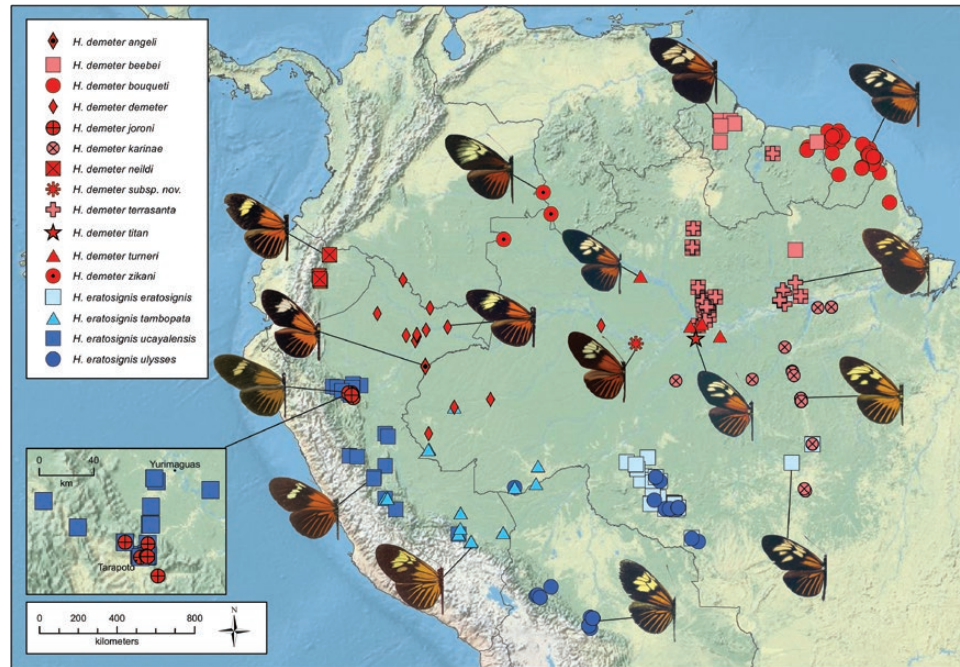 H. demeter angeli
H. demeter beebei
H. demeter bouqueti
H. demeter demeter
H. demeter joroni
H. demeter karinae
H. demeter neildi
H. demeter subsp. nov.
H. demeter terrasanta
H. demeter titan
H. demeter turneri
H. demeter zikani
H. eratosignis eratosignis
H. eratosignis tambopata
H. eratosignis ucayalensis
H. eratosignis ulysses
0 40
km
Yurimaguas
Tarapoto
0 200 400 600 800
kilometers
N